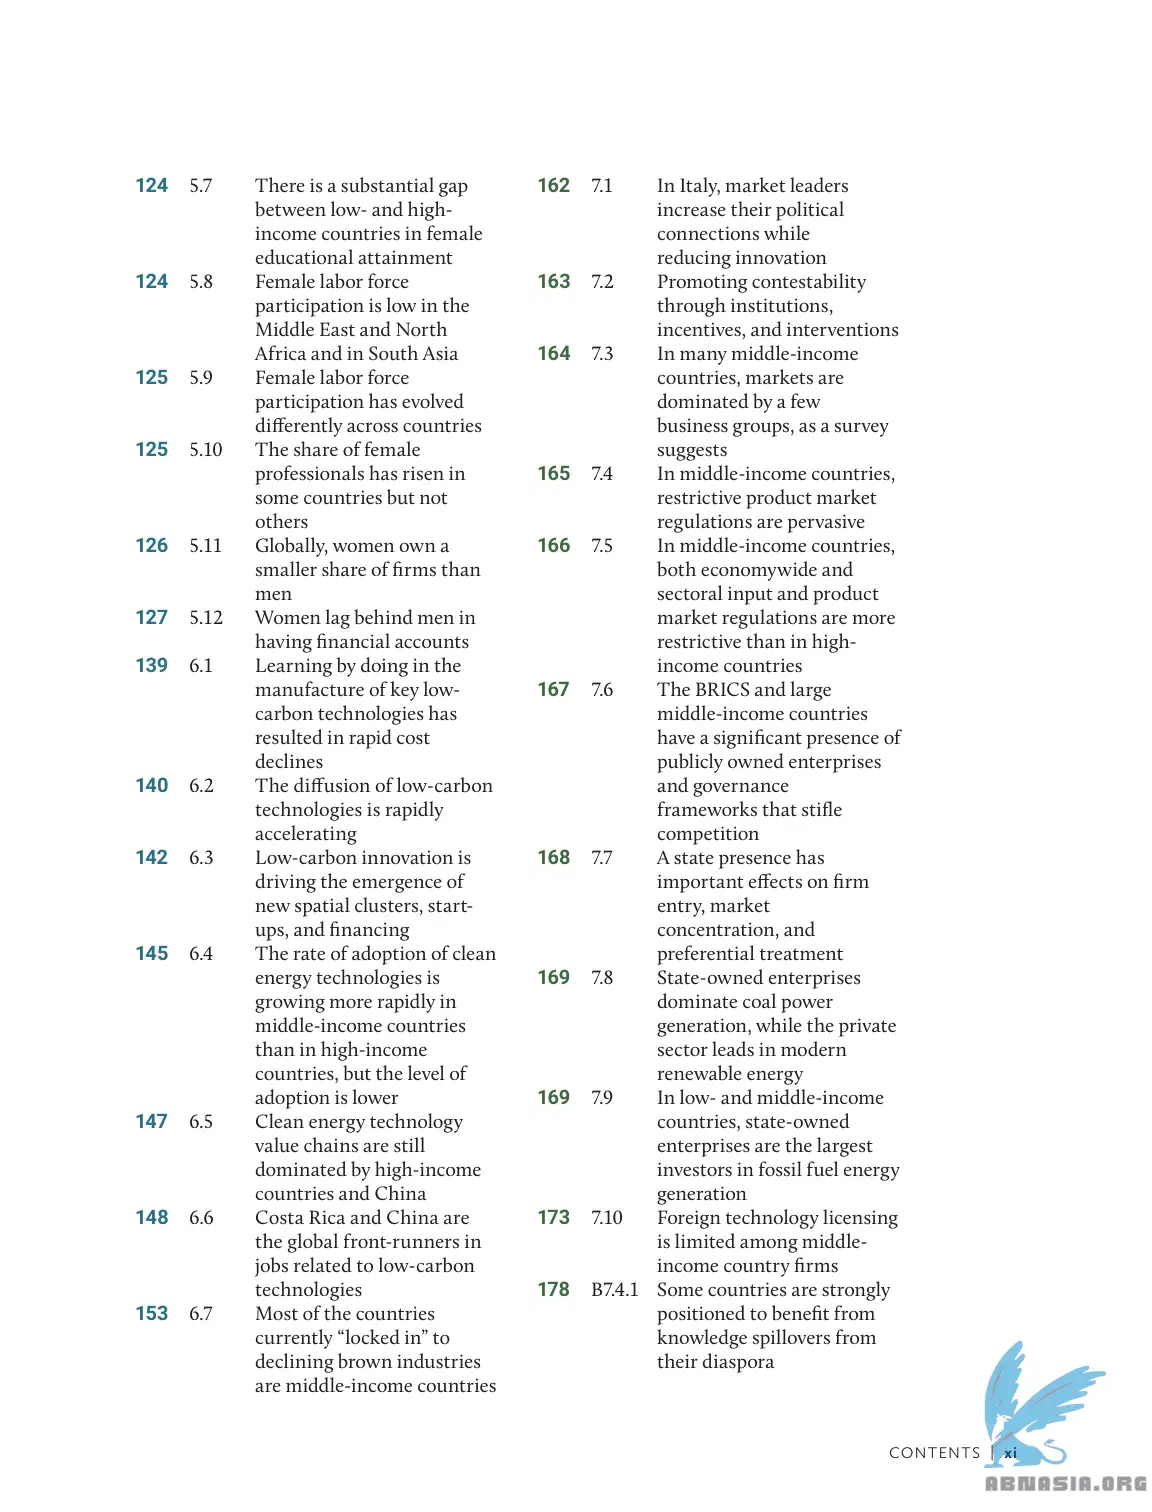 124 5.7 There is a substantial gap
between low- and high-
income countries in female
educational attainment
124 5.8 Female labor force
participation is low in the
Middle East and North
Africa and in South Asia
125 5.9 Female labor force
participation has evolved
differently across countries
125 5.10 The share of female
professionals has risen in
some countries but not
others
126 5.11 Globally, women own a
smaller share of firms than
men
127 5.12 Women lag behind men in
having financial accounts
139 6.1 Learning by doing in the
manufacture of key low-
carbon technologies has
resulted in rapid cost
declines
140 6.2 The diffusion of low-carbon
technologies is rapidly
accelerating
142 6.3 Low-carbon innovation is
driving the emergence of
new spatial clusters, start-
ups, and financing
145 6.4 The rate of adoption of clean
energy technologies is
growing more rapidly in
middle-income countries
than in high-income
countries, but the level of
adoption is lower
147 6.5 Clean energy technology
value chains are still
dominated by high-income
countries and China
148 6.6 Costa Rica and China are
the global front-runners in
jobs related to low-carbon
technologies
153 6.7 Most of the countries
currently “locked in” to
declining brown industries
are middle-income countries
162 7.1 In Italy, market leaders
increase their political
connections while
reducing innovation
163 7.2 Promoting contestability
through institutions,
incentives, and interventions
164 7.3 In many middle-income
countries, markets are
dominated by a few
business groups, as a survey
suggests
165 7.4 In middle-income countries,
restrictive product market
regulations are pervasive
166 7.5 In middle-income countries,
both economywide and
sectoral input and product
market regulations are more
restrictive than in high-
income countries
167 7.6 The BRICS and large
middle-income countries
have a significant presence of
publicly owned enterprises
and governance
frameworks that stifle
competition
168 7.7 A state presence has
important effects on firm
entry, market
concentration, and
preferential treatment
169 7.8 State-owned enterprises
dominate coal power
generation, while the private
sector leads in modern
renewable energy
169 7.9 In low- and middle-income
countries, state-owned
enterprises are the largest
investors in fossil fuel energy
generation
173 7.10 Foreign technology licensing
is limited among middle-
income country firms
178 B7.4.1 Some countries are strongly
positioned to benefit from
knowledge spillovers from
their diaspora
CONTENTS | xi
ABNASIA.ORG